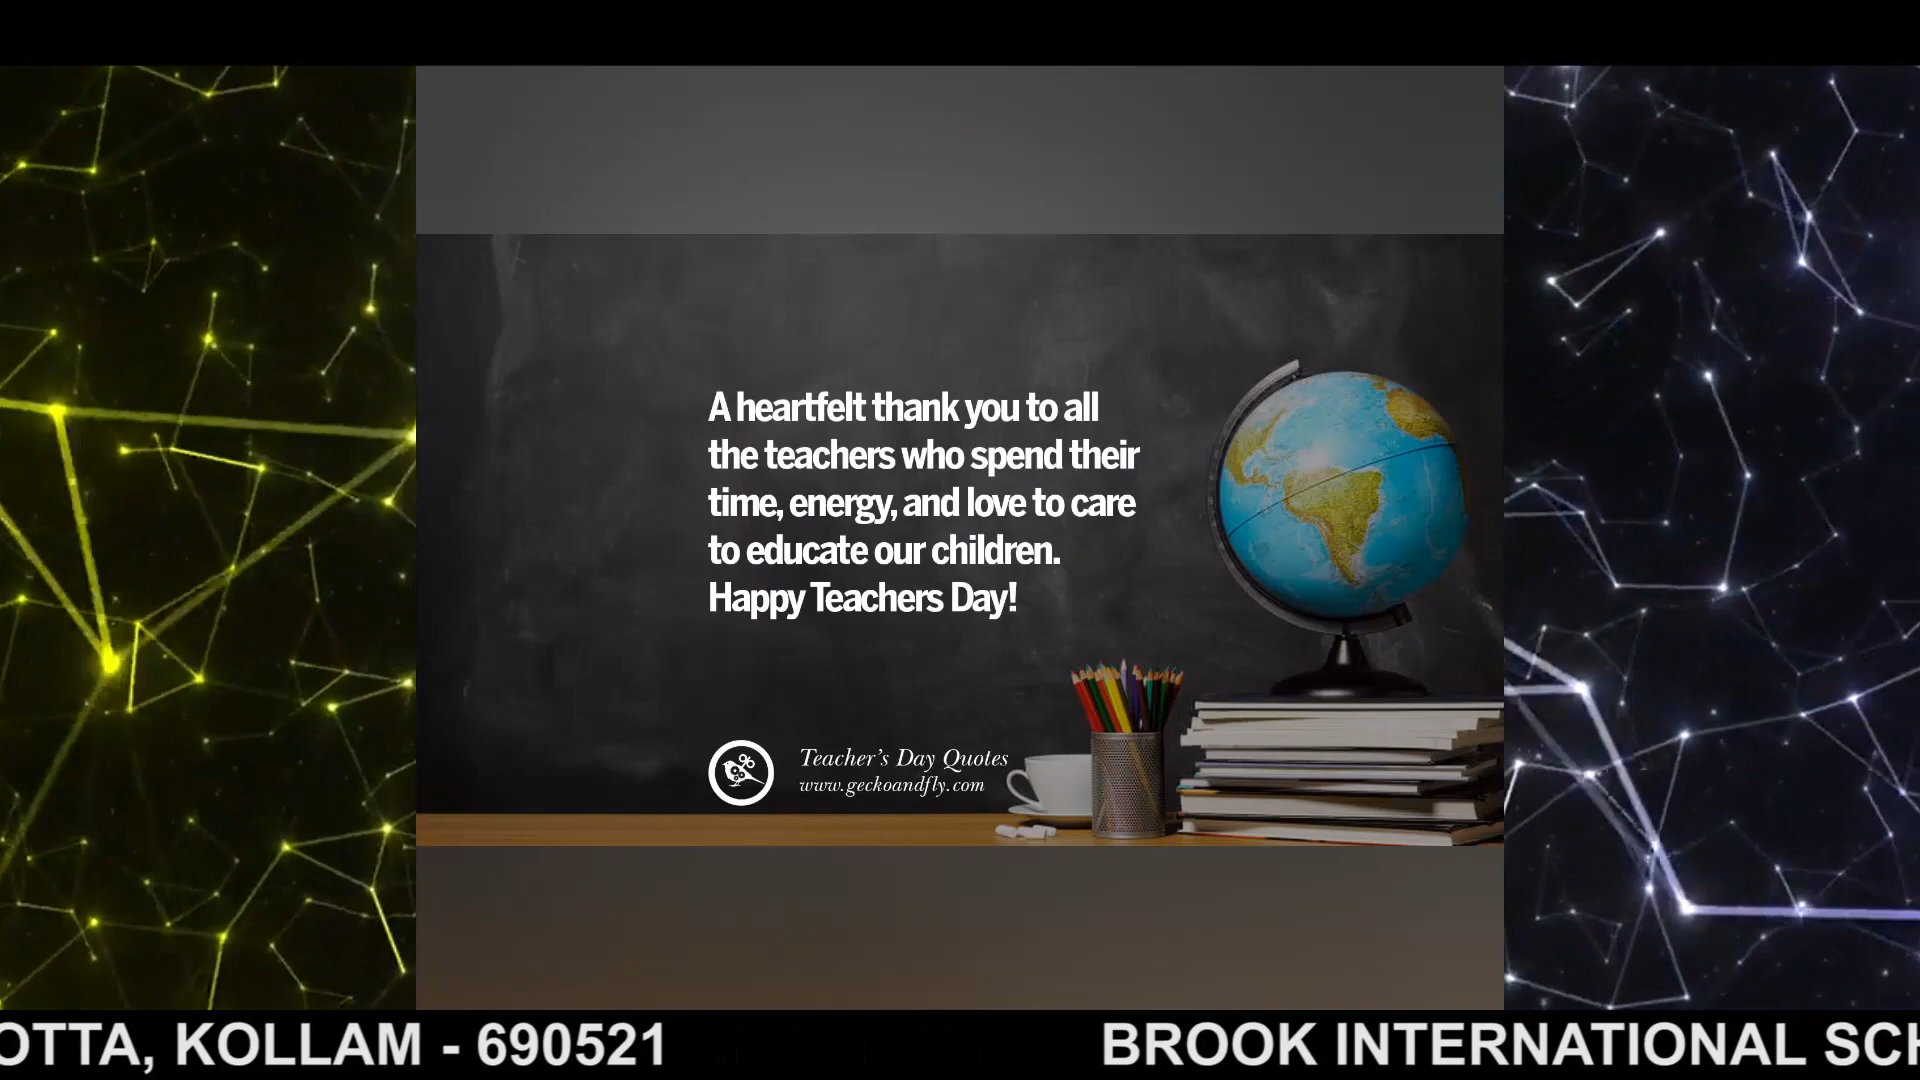 A heartfelt thank you to all
the teachers who spend their
time, energy, and love to care
to educate our children.
Happy Teachers Day!
Teacher's Day Quotes
www.geckoandfly.com
OTTA, KOLLAM - 690521 BROOK INTERNATIONAL SCH